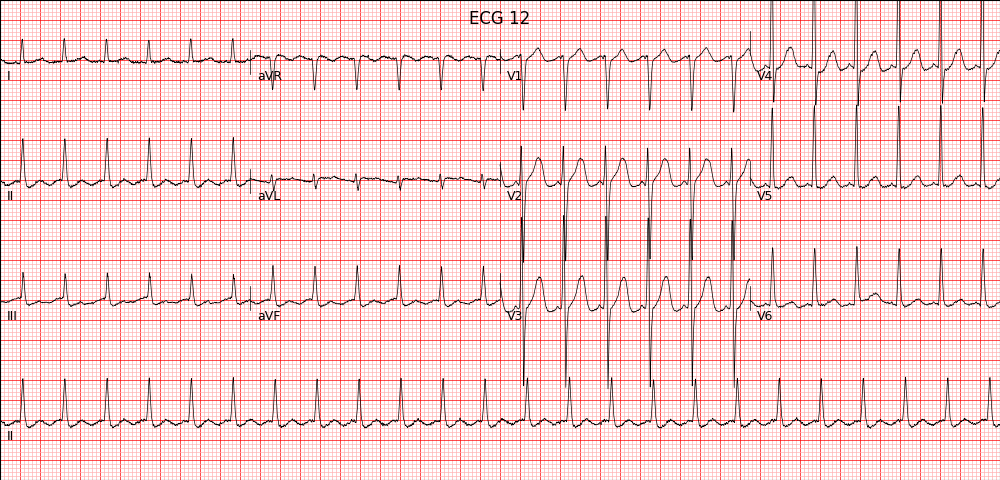 ECG 12
I aVR V1 V4
II aVL V2 V5
III aVF V3 V6
II